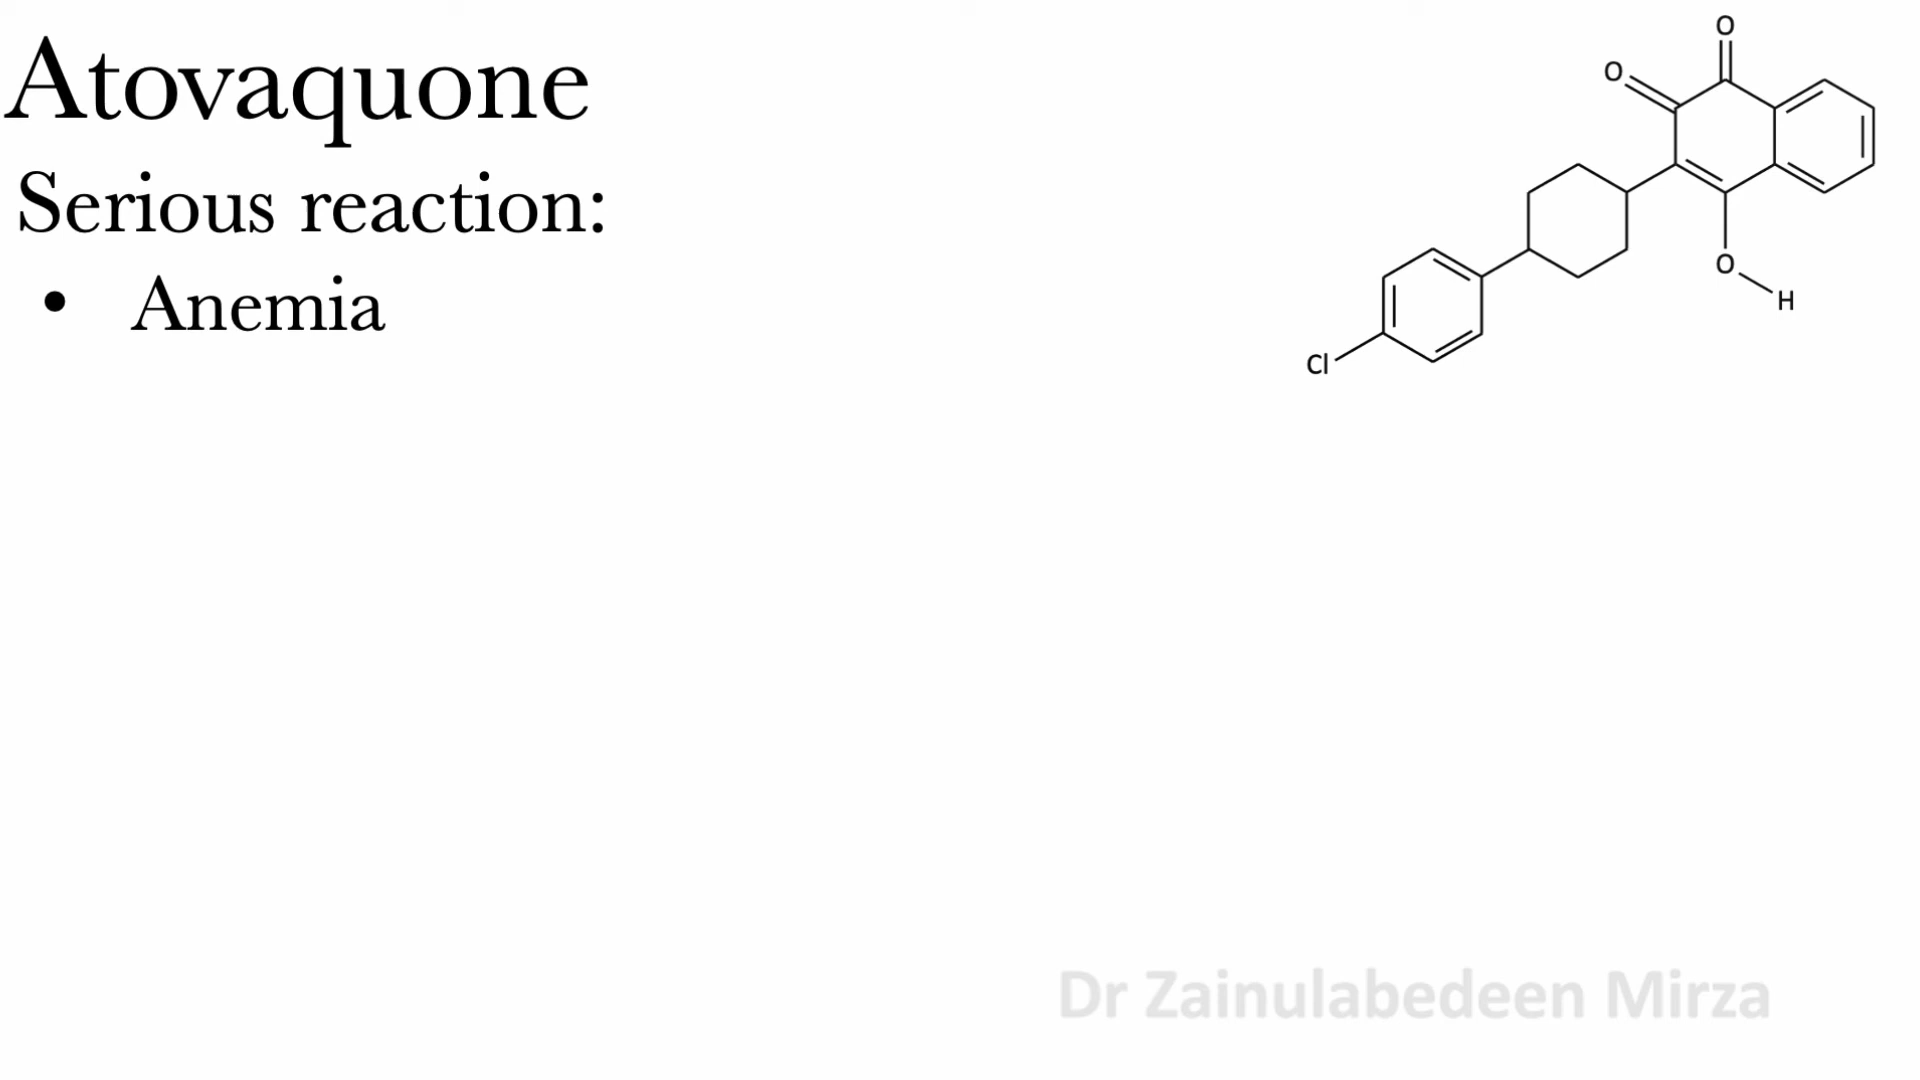 Atovaquone
Serious reaction:
• Anemia
O
O
O
H
Cl
Dr Zainulabedeen Mirza